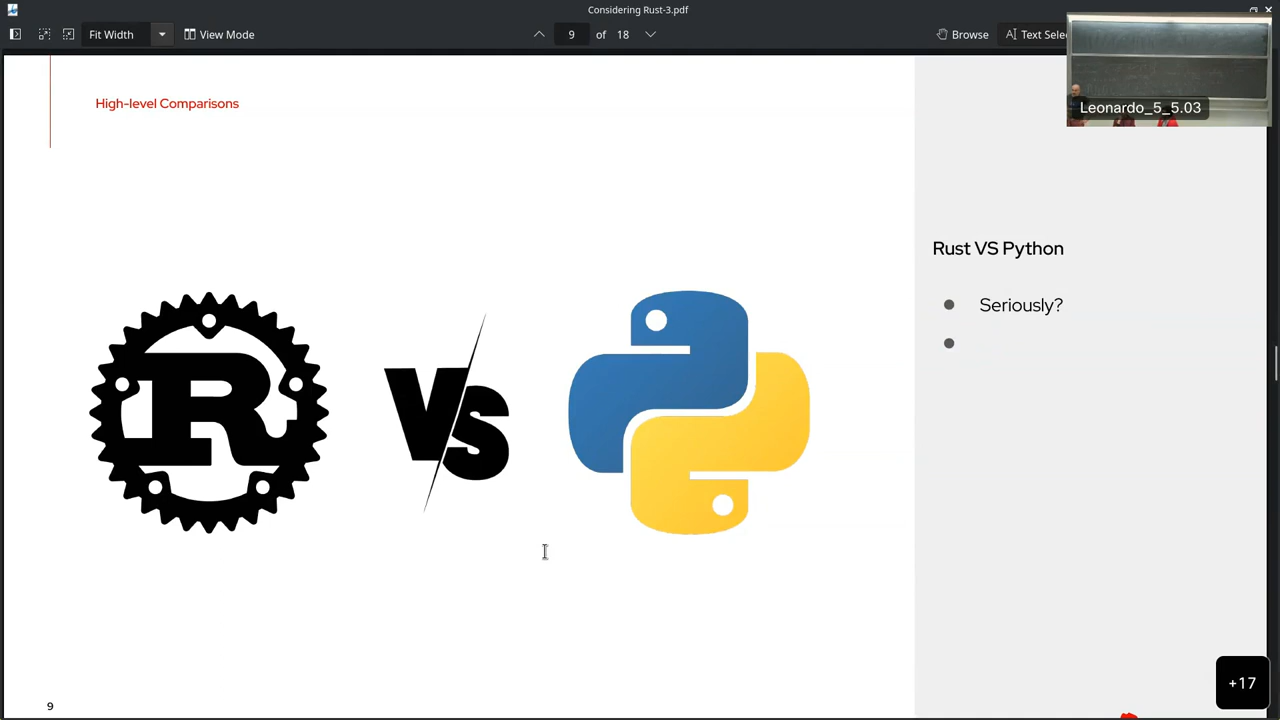 Considering Rust-3.pdf
Fit Width
View Mode
9 of 18
Browse
Text Selec
Leonardo_5_5.03
High-level Comparisons
Rust VS Python
Seriously?
R
VS
+17
9